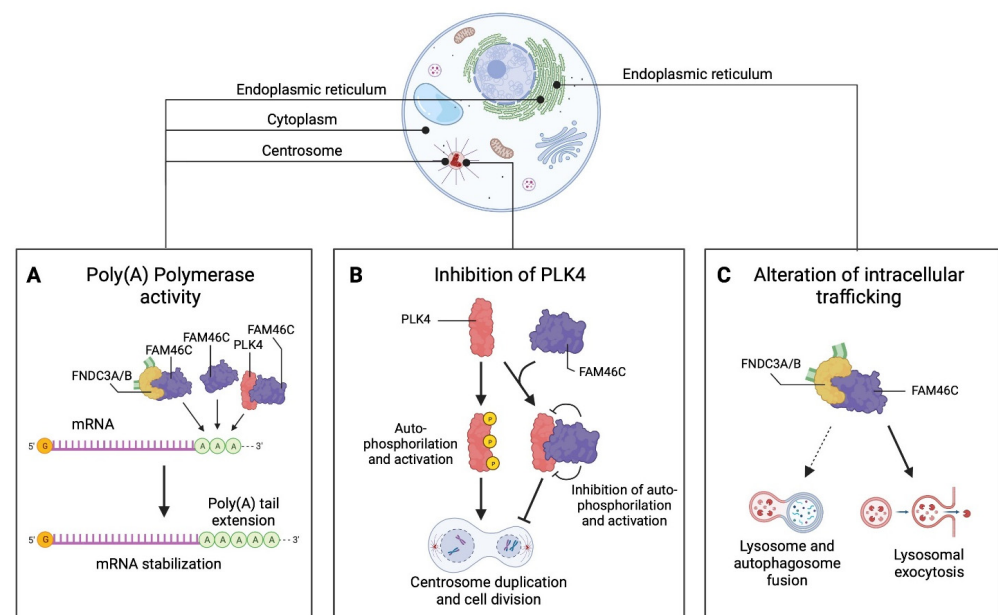 Endoplasmic reticulum
Endoplasmic reticulum
Cytoplasm
Centrosome
A
Poly(A) Polymerase
activity
FAM46C
FAM46C
PLK4
FAM46C
FNDC3A/B
mRNA
5'
G
A
A
A
3'
Poly(A) tail
extension
5'
G
A
A
A
A
A
3'
mRNA stabilization
B
Inhibition of PLK4
PLK4
FAM46C
Auto-
phosphorilation
and activation
P
P
P
Inhibition of auto-
phosphorilation
and activation
Centrosome duplication
and cell division
C
Alteration of intracellular
trafficking
FNDC3A/B
FAM46C
Lysosome and
autophagosome
fusion
Lysosomal
exocytosis